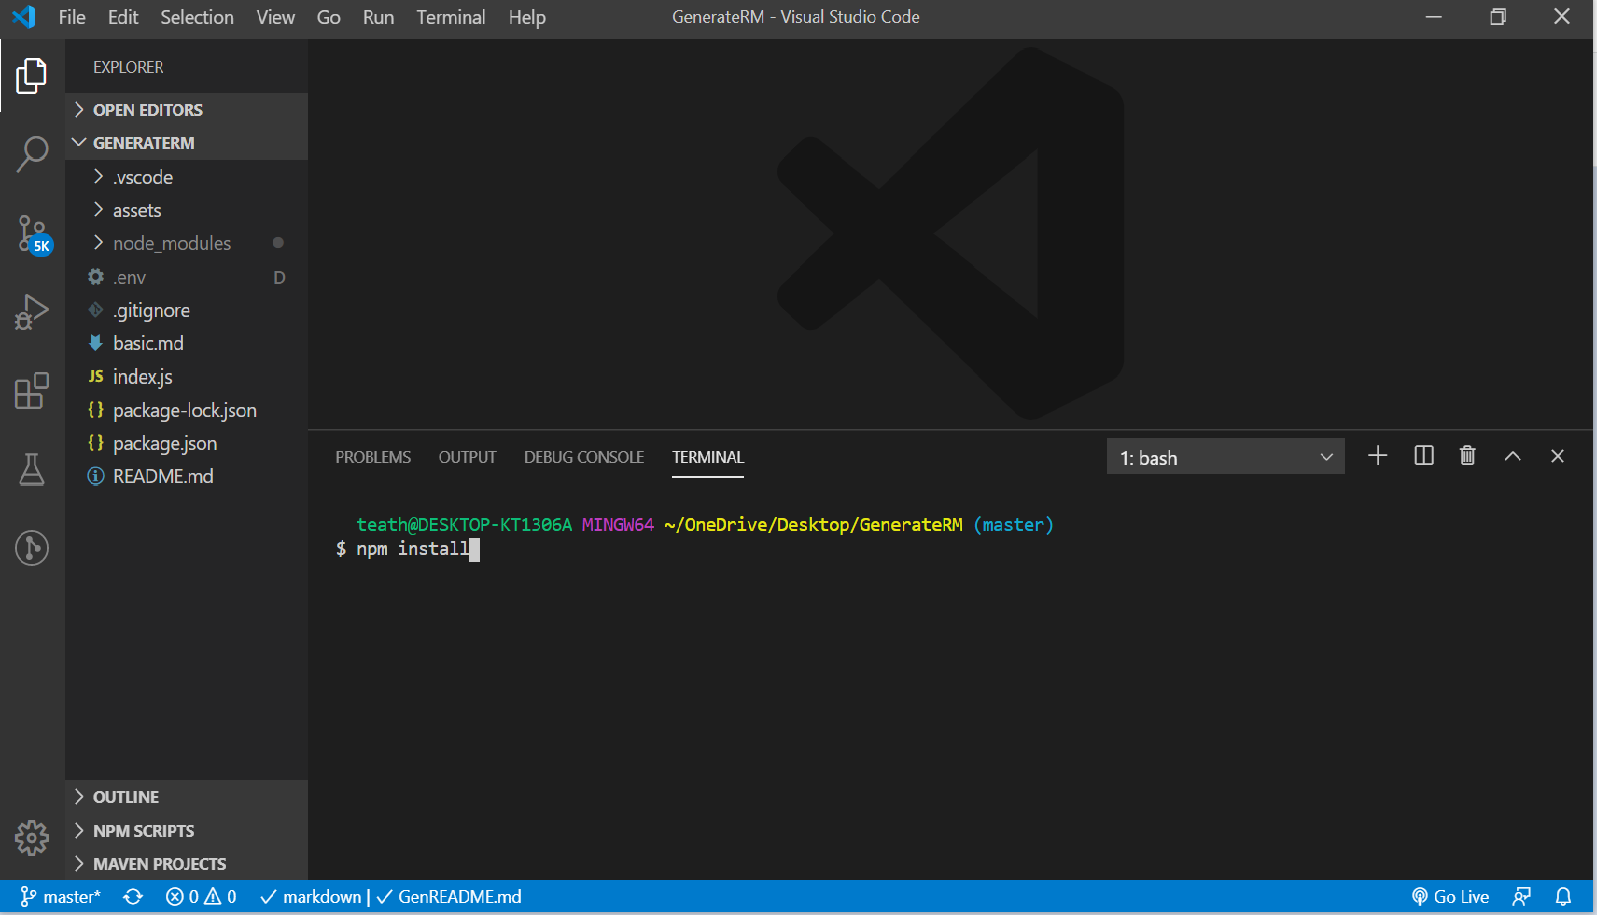 File Edit Selection View Go Run Terminal Help GenerateRM - Visual Studio Code
EXPLORER
OPEN EDITORS
GENERATERM
.vscode
assets
node_modules
.env D
.gitignore
basic.md
JS index.js
{} package-lock.json
{} package.json
README.md
OUTLINE
NPM SCRIPTS
MAVEN PROJECTS
5K
PROBLEMS OUTPUT DEBUG CONSOLE TERMINAL 1: bash
teath@DESKTOP-KT1306A MINGW64 ~/OneDrive/Desktop/GenerateRM (master)
$ npm install
master* 0 0 markdown | GenREADME.md Go Live